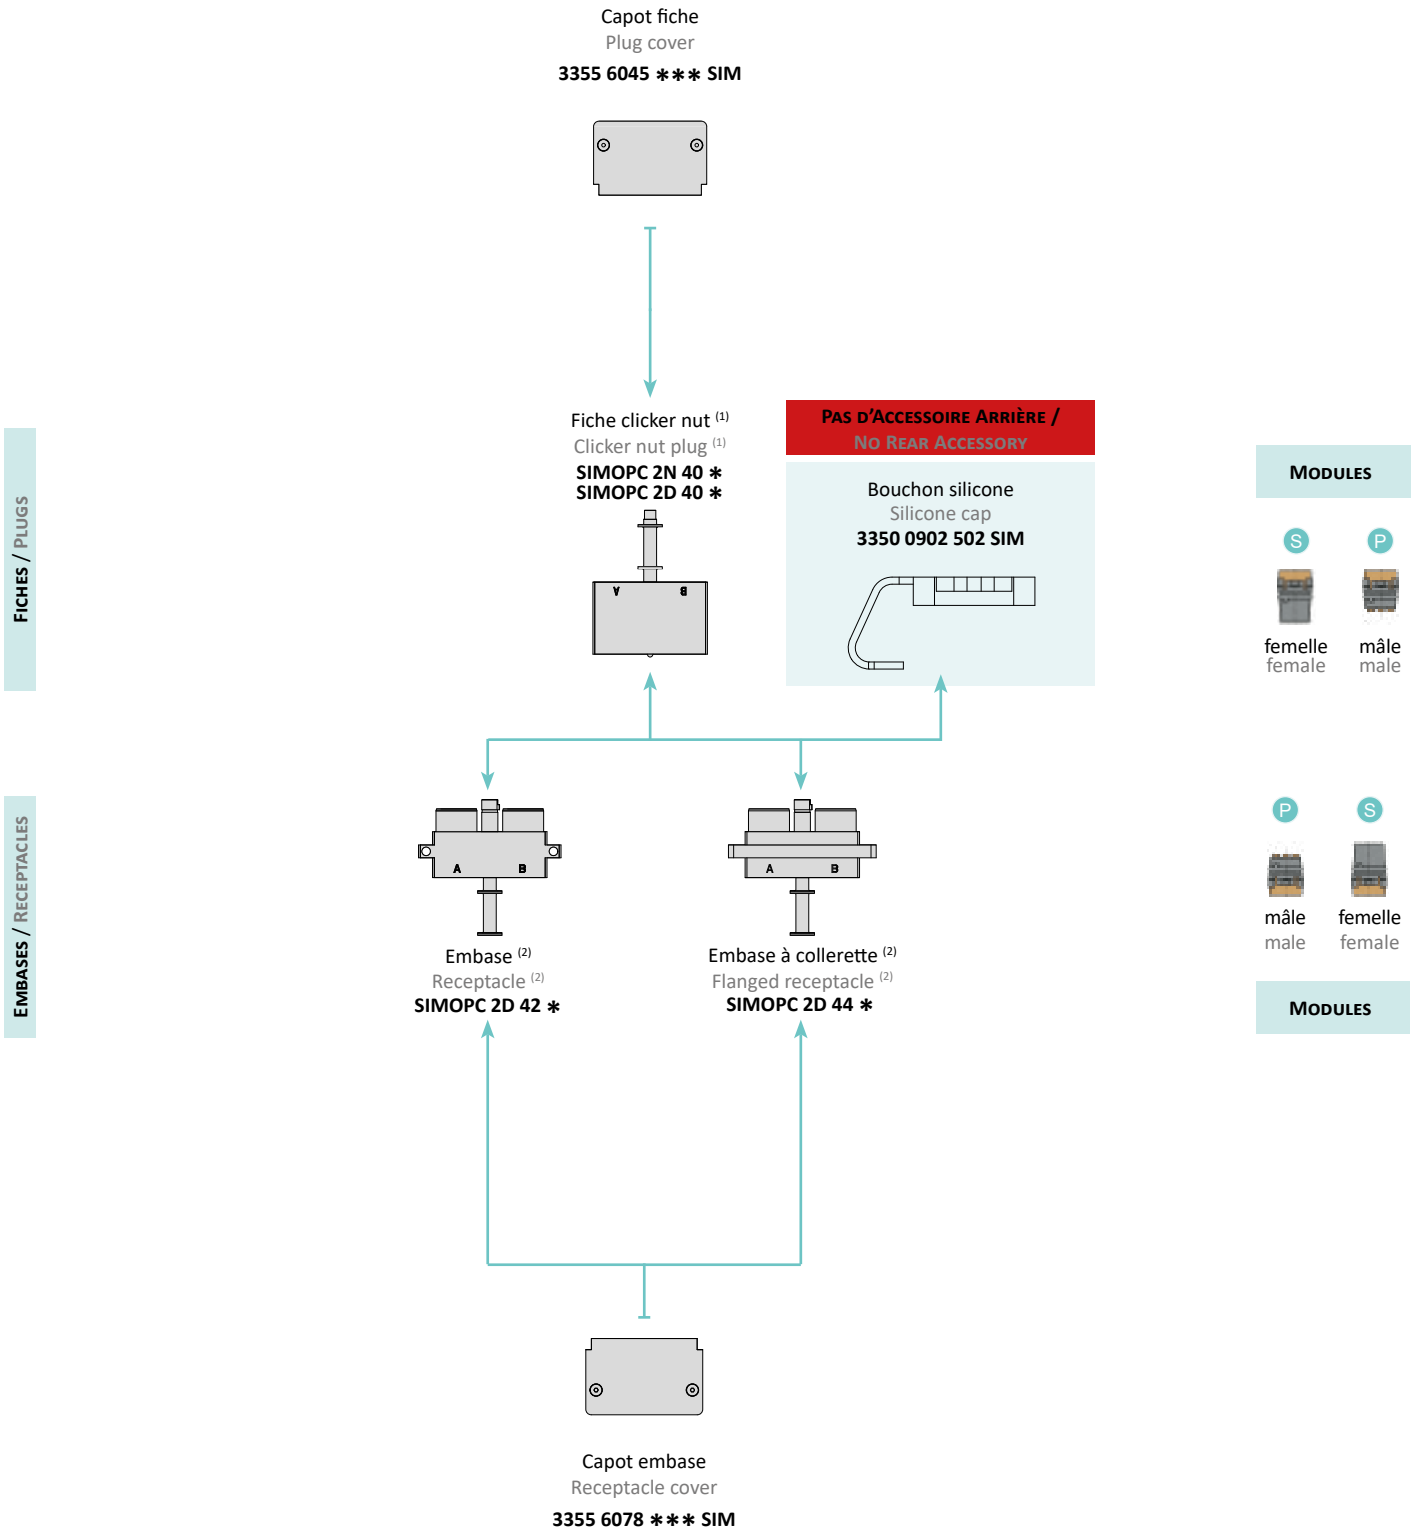 Capot fiche
Plug cover
3355 6045 *** SIM
Fiche clicker nut (1)
Clicker nut plug (1)
SIMOPC 2N 40 *
SIMOPC 2D 40 *
A B
PAS D'ACCESSOIRE ARRIÈRE /
NO REAR ACCESSORY
Bouchon silicone
Silicone cap
3350 0902 502 SIM
FICHES / PLUGS
MODULES
S P
femelle mâle
female male
EMBASES / RECEPTACLES
A B
Embase (2)
Receptacle (2)
SIMOPC 2D 42 *
A B
Embase à collerette (2)
Flanged receptacle (2)
SIMOPC 2D 44 *
P S
mâle femelle
male female
MODULES
Capot embase
Receptacle cover
3355 6078 *** SIM